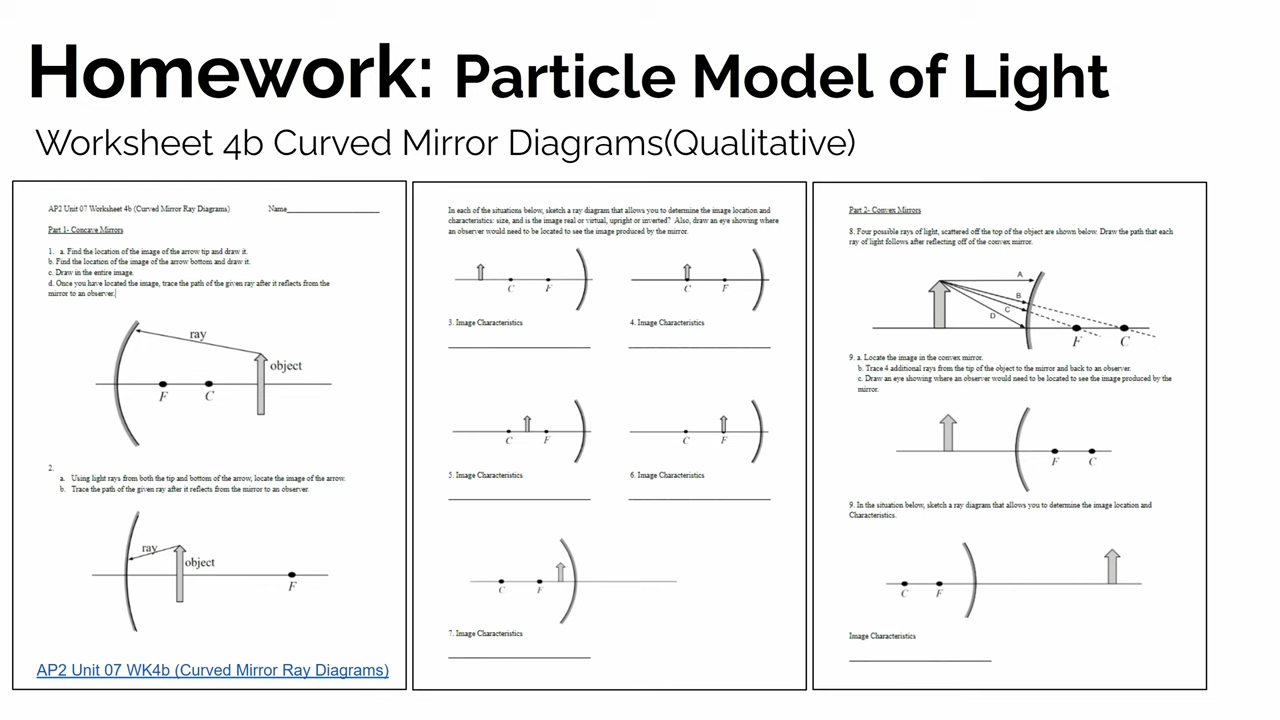 Homework: Particle Model of Light
Worksheet 4b Curved Mirror Diagrams(Qualitative)
AP2 Unit 07 Worksheet 4b (Curved Mirror Ray Diagrams) Name____________________
Part 1- Concave Mirrors
1. a. Find the location of the image of the arrow tip and draw it.
b. Find the location of the image of the arrow bottom and draw it.
c. Draw in the entire image.
d. Once you have located the image, trace the path of the given ray after it reflects from the
mirror to an observer.
ray
object
F C
2.
a. Using light rays from both the tip and bottom of the arrow, locate the image of the arrow.
b. Trace the path of the given ray after it reflects from the mirror to an observer.
ray
object
F
AP2 Unit 07 WK4b (Curved Mirror Ray Diagrams)
In each of the situations below, sketch a ray diagram that allows you to determine the image location and
characteristics: size, and is the image real or virtual, upright or inverted? Also, draw an eye showing where
an observer would need to be located to see the image produced by the mirror.
C F
C F
3. Image Characteristics
4. Image Characteristics
C F
C F
5. Image Characteristics
6. Image Characteristics
C F
7. Image Characteristics
Part 2- Convex Mirrors
8. Four possible rays of light, scattered off the top of the object are shown below. Draw the path that each
ray of light follows after reflecting off of the convex mirror.
A
B
C
D
F C
9. a. Locate the image in the convex mirror.
b. Trace 4 additional rays from the tip of the object to the mirror and back to an observer.
c. Draw an eye showing where an observer would need to be located to see the image produced by the
mirror.
F C
9. In the situation below, sketch a ray diagram that allows you to determine the image location and
Characteristics.
C F
Image Characteristics